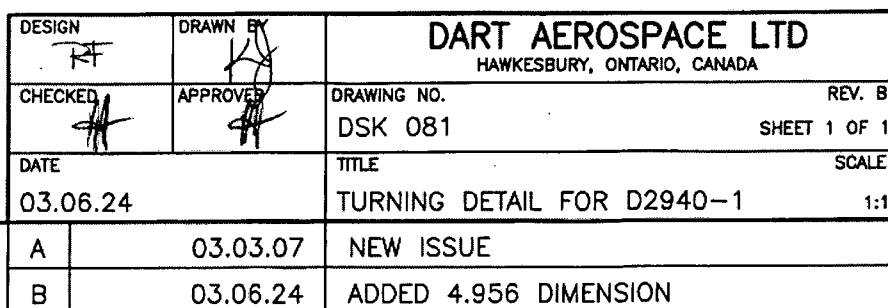 DESIGN
DRAWN BY
DART AEROSPACE LTD
HAWKESBURY, ONTARIO, CANADA
CHECKED
APPROVED
DRAWING NO.
REV. B
DSK 081
SHEET 1 OF 1
DATE
TITLE
SCALE
03.06.24
TURNING DETAIL FOR D2940-1
1:1
A 03.03.07 NEW ISSUE
B 03.06.24 ADDED 4.956 DIMENSION